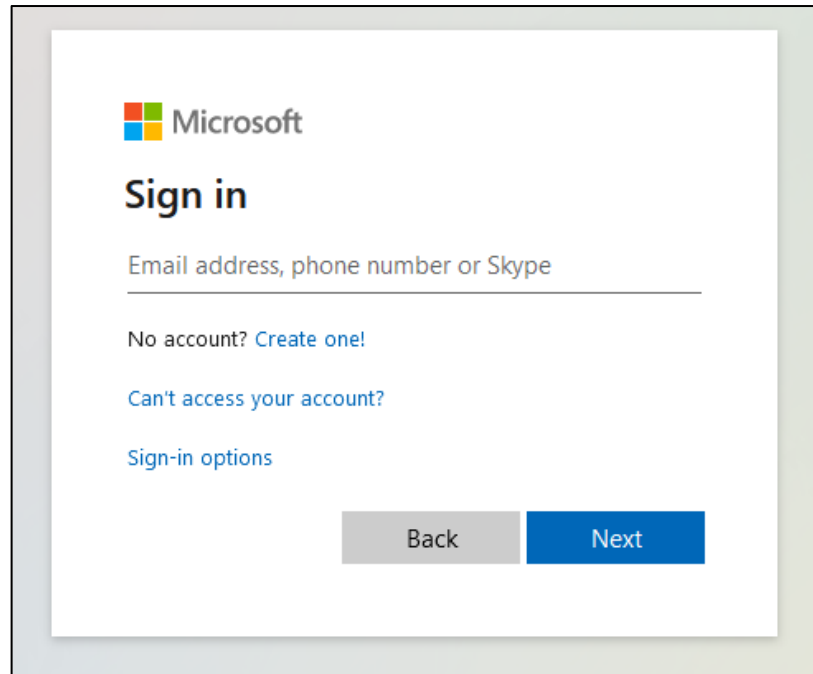 Microsoft
Sign in
Email address, phone number or Skype
No account? Create one!
Can't access your account?
Sign-in options
Back Next